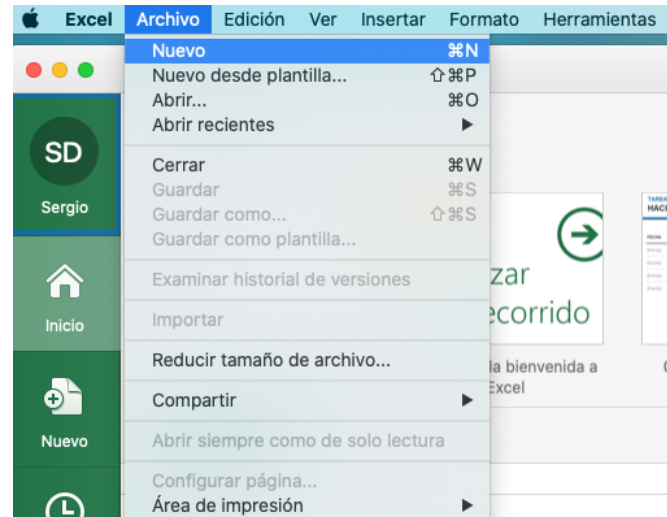 Excel Archivo Edición Ver Insertar Formato Herramientas
Nuevo ⌘N
Nuevo desde plantilla... ⇧⌘P
Abrir... ⌘O
Abrir recientes ▶
Cerrar ⌘W
Guardar ⌘S
Guardar como... ⇧⌘S
Guardar como plantilla...
Examinar historial de versiones
Importar
Reducir tamaño de archivo...
Compartir ▶
Abrir siempre como de solo lectura
Configurar página...
Área de impresión ▶
SD
Sergio
Inicio
Nuevo
zar
ecorrido
la bienvenida a
Excel